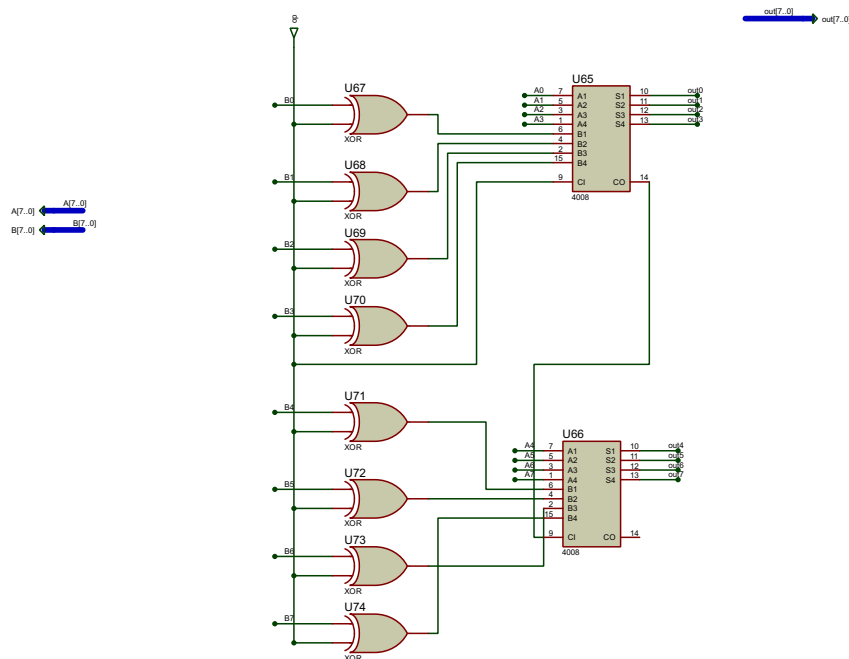 op
out[7..0]
out[7..0]
U67
B0
XOR
U68
B1
XOR
U69
B2
XOR
U70
B3
XOR
U65
A0 7 A1 S1 10 out0
A1 5 A2 S2 11 out1
A2 3 A3 S3 12 out2
A3 1 A4 S4 13 out3
6 B1
4 B2
2 B3
15 B4
9 CI CO 14
4008
A[7..0] A[7..0]
B[7..0] B[7..0]
U71
B4
XOR
U72
B5
XOR
U73
B6
XOR
U74
B7
XOR
U66
A4 7 A1 S1 10 out4
A5 5 A2 S2 11 out5
A6 3 A3 S3 12 out6
A7 1 A4 S4 13 out7
6 B1
4 B2
2 B3
15 B4
9 CI CO 14
4008